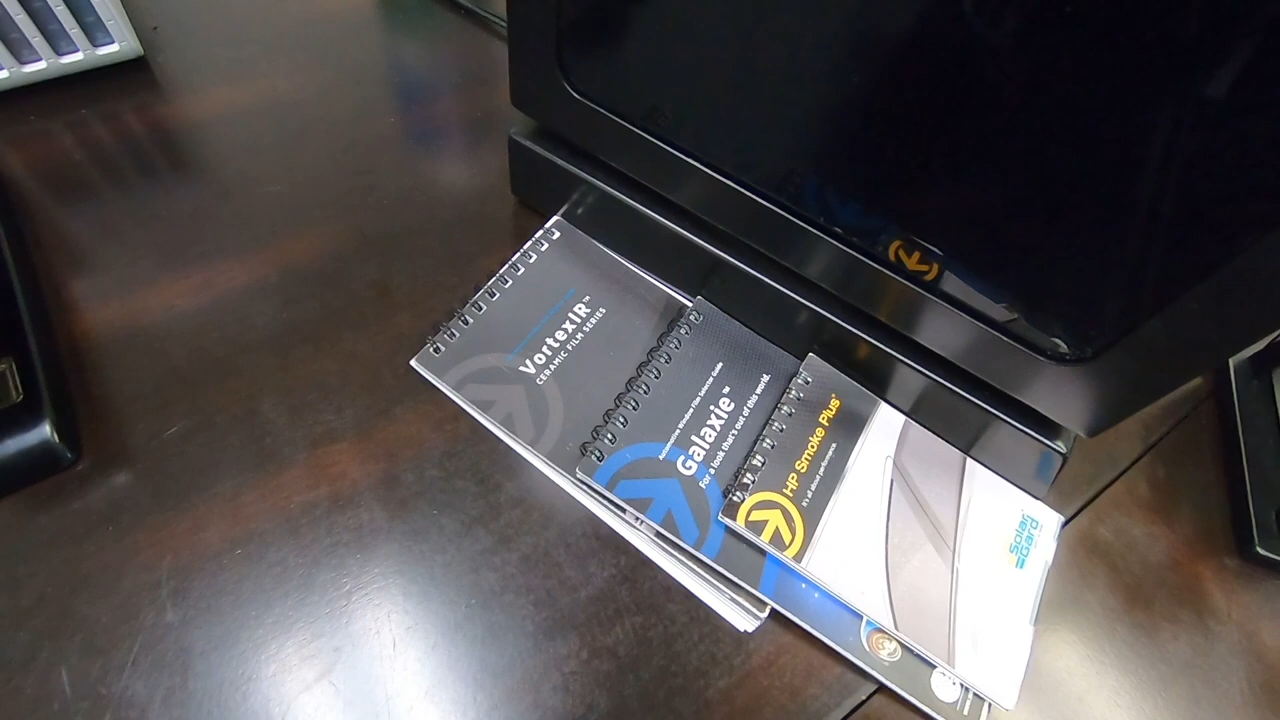 VortexIR™
CERAMIC FILM SERIES
Automotive Window Film Selector Guide
Galaxie™
For a look that's out of this world.
HP Smoke Plus®
It's all about performance.
Solar
Gard